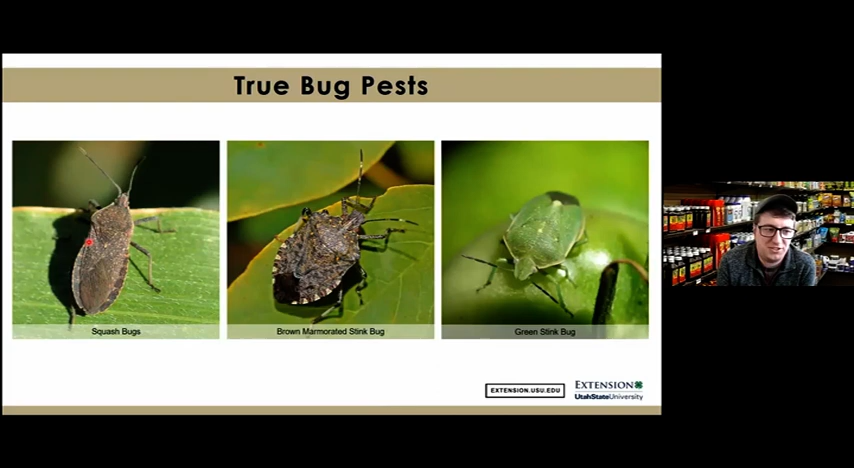 True Bug Pests
Squash Bugs
Brown Marmorated Stink Bug
Green Stink Bug
EXTENSION.USU.EDU
EXTENSION
UtahStateUniversity